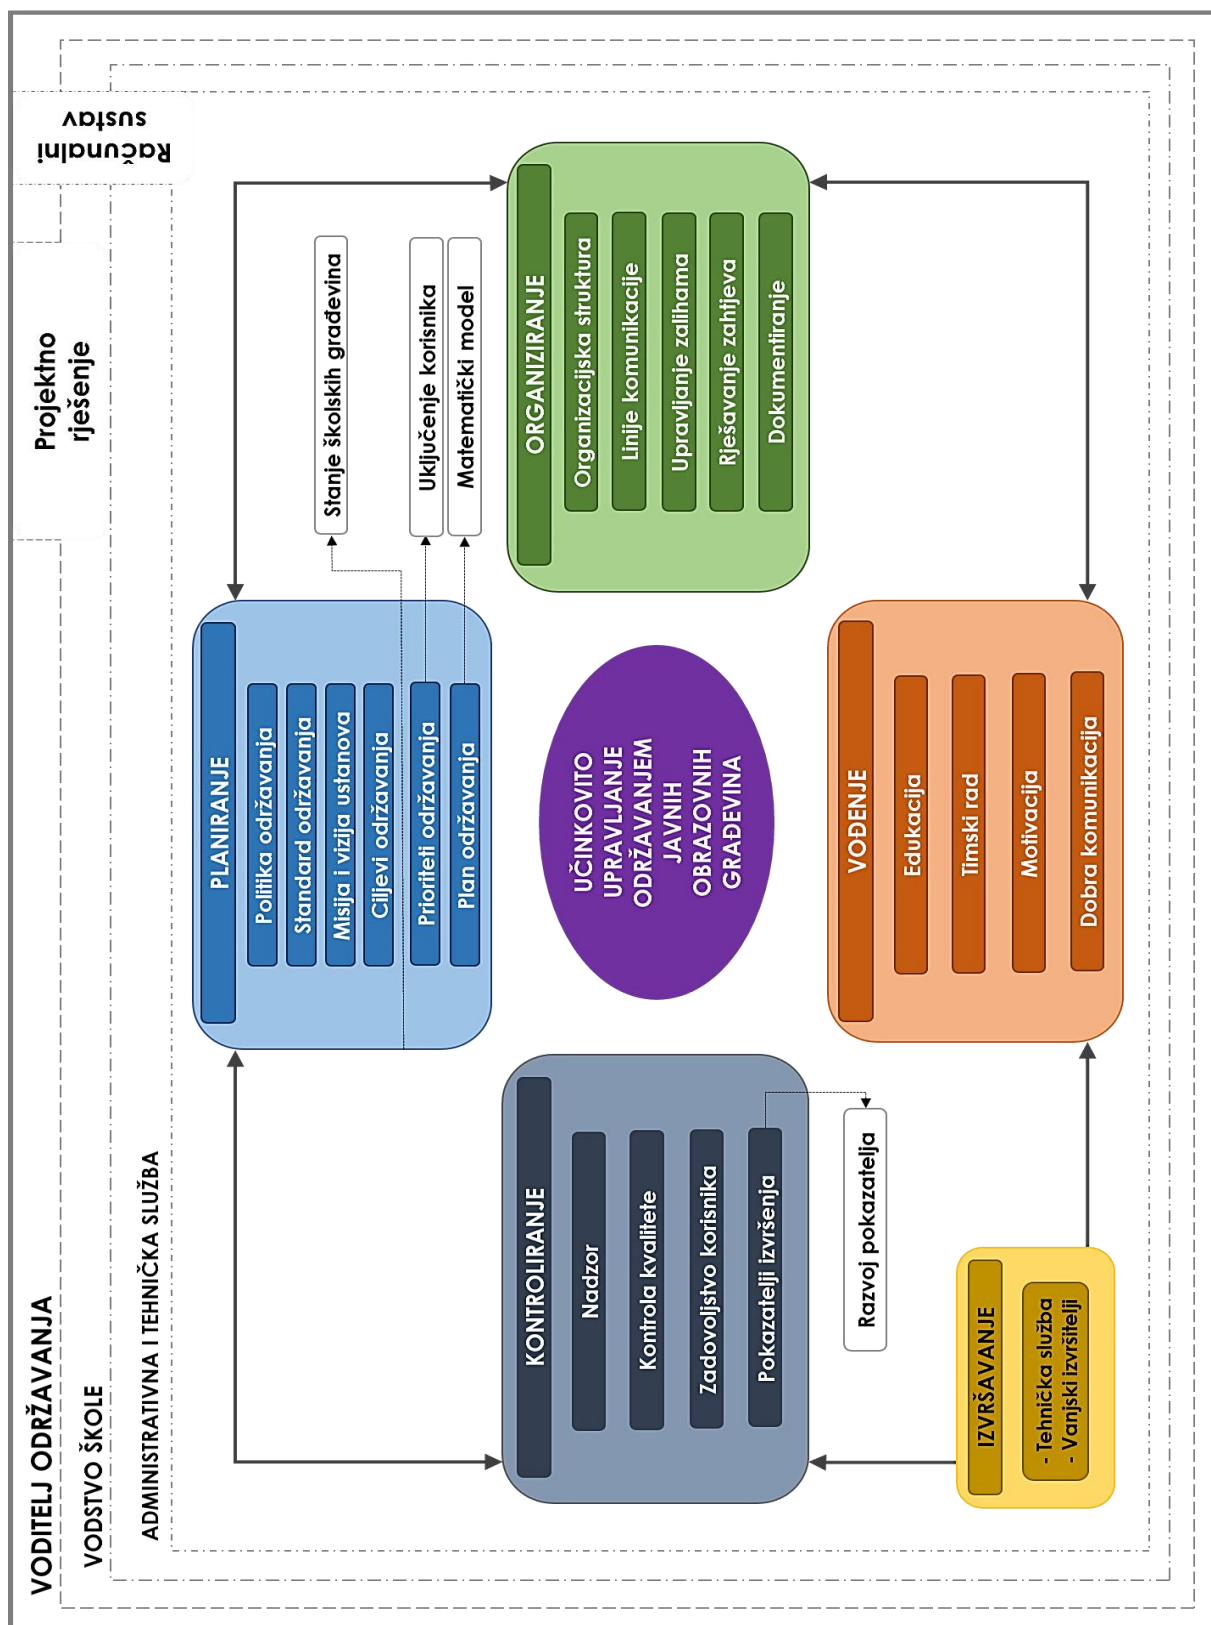 VODITELJ ODRŽAVANJA
VODSTVO ŠKOLE
ADMINISTRATIVNA I TEHNIČKA SLUŽBA
Projektno
rješenje
Računalni
sustav
PLANIRANJE
Politika održavanja
Standard održavanja
Misija i vizija ustanova
Ciljevi održavanja
Prioriteti održavanja
Plan održavanja
Stanje školskih građevina
Uključenje korisnika
Matematički model
KONTROLIRANJE
Nadzor
Kontrola kvalitete
Zadovoljstvo korisnika
Pokazatelji izvršenja
Razvoj pokazatelja
UČINKOVITO
UPRAVLJANJE
ODRŽAVANJEM
JAVNIH
OBRAZOVNIH
GRAĐEVINA
ORGANIZIRANJE
Organizacijska struktura
Linije komunikacije
Upravljanje zalihama
Rješavanje zahtjeva
Dokumentiranje
IZVRŠAVANJE
- Tehnička služba
- Vanjski izvršitelji
VOĐENJE
Edukacija
Timski rad
Motivacija
Dobra komunikacija